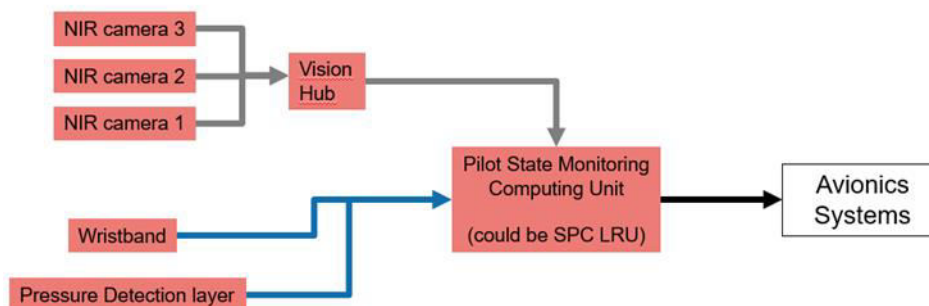 NIR camera 3
NIR camera 2
NIR camera 1
Vision
Hub
Pilot State Monitoring
Computing Unit
(could be SPC LRU)
Avionics
Systems
Wristband
Pressure Detection layer